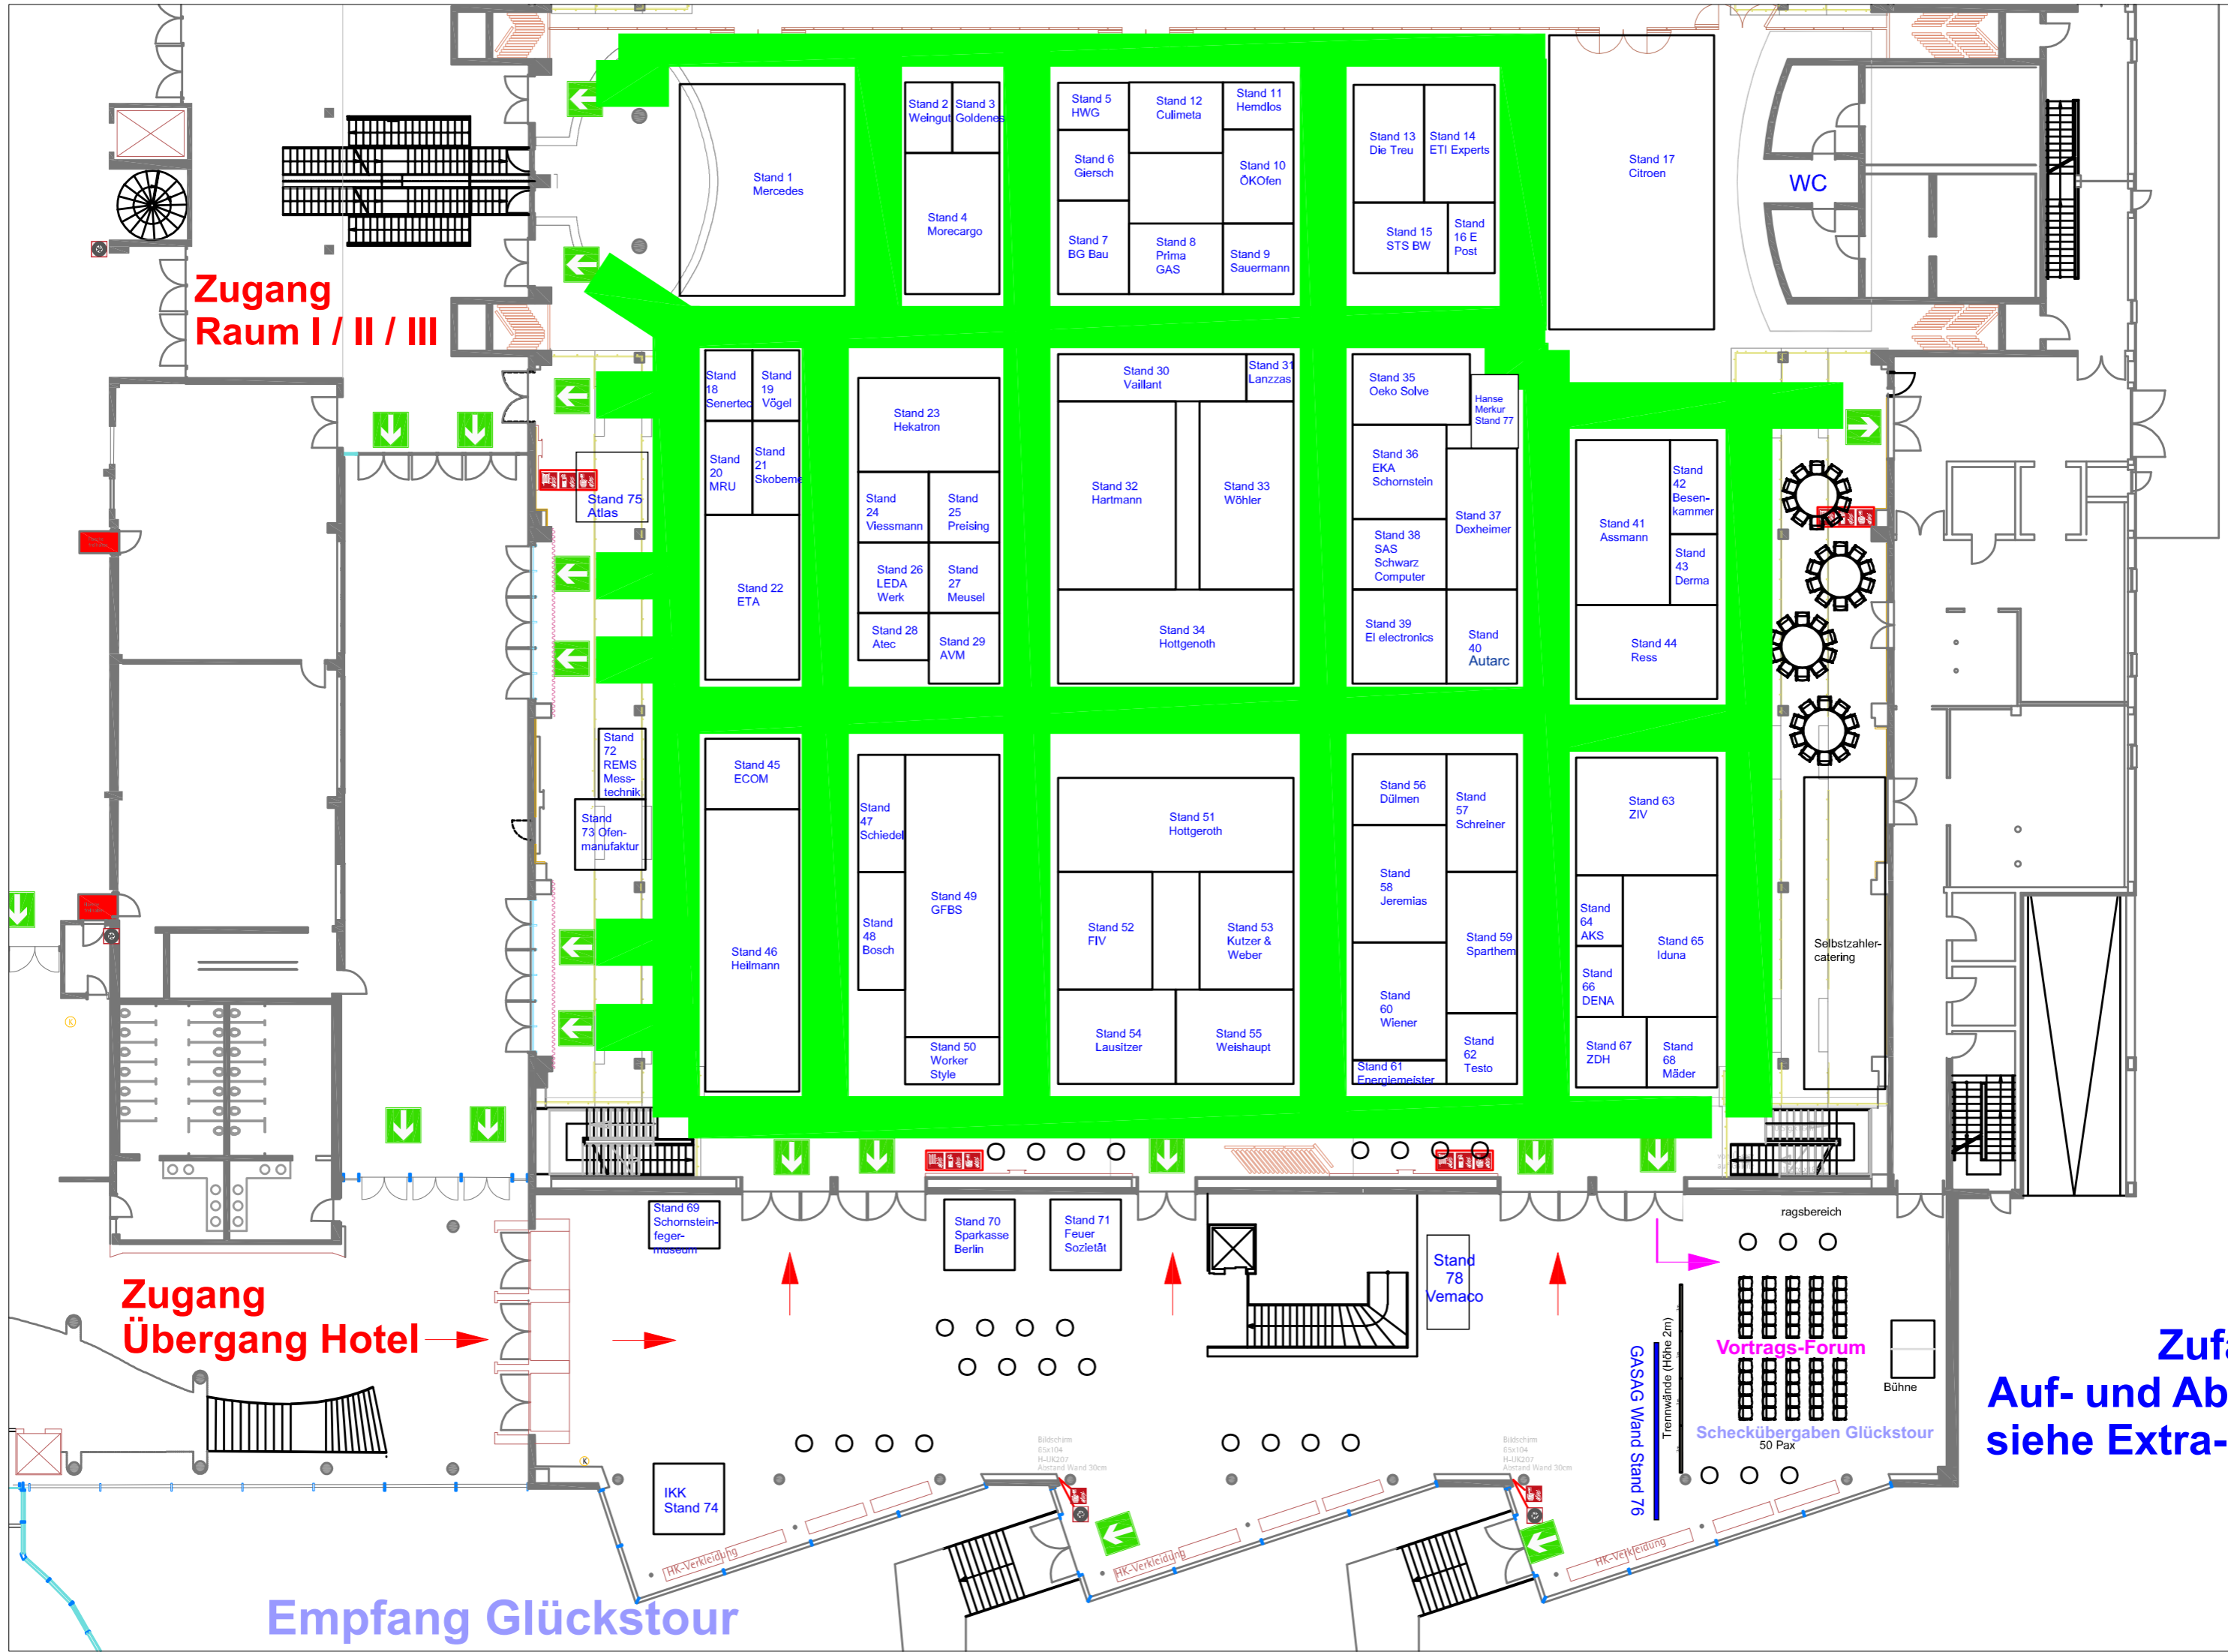 Stand 1
Mercedes
Stand 2
Weingut
Stand 3
Goldenes
Stand 4
Morecargo
Stand 5
HWG
Stand 12
Culimeta
Stand 11
Hemdlos
Stand 6
Giersch
Stand 10
ÖKOfen
Stand 7
BG Bau
Stand 8
Prima
GAS
Stand 9
Sauermann
Stand 13
Die Treu
Stand 14
ETI Experts
Stand 15
STS BW
Stand
16 E
Post
Stand 17
Citroen
WC
Zugang
Raum I / II / III
Stand
18
Senertec
Stand
19
Vögel
Stand
20
MRU
Stand
21
Skobeme
Stand 22
ETA
Stand 75
Atlas
Stand 23
Hekatron
Stand
24
Viessmann
Stand
25
Preising
Stand 26
LEDA
Werk
Stand
27
Meusel
Stand 28
Atec
Stand 29
AVM
Stand 30
Vaillant
Stand 31
Lanzzas
Stand 32
Hartmann
Stand 33
Wöhler
Stand 34
Hottgenoth
Stand 35
Oeko Solve
Hanse
Merkur
Stand 77
Stand 36
EKA
Schornstein
Stand 37
Dexheimer
Stand 38
SAS
Schwarz
Computer
Stand 39
EI electronics
Stand
40
Autarc
Stand 41
Assmann
Stand
42
Besen-
kammer
Stand
43
Derma
Stand 44
Ress
Stand
72
REMS
Mess-
technik
Stand
73 Ofen-
manufaktur
Stand 45
ECOM
Stand 46
Heilmann
Stand
47
Schiedel
Stand
48
Bosch
Stand 49
GFBS
Stand 50
Worker
Style
Stand 51
Hottgeroth
Stand 52
FIV
Stand 53
Kutzer &
Weber
Stand 54
Lausitzer
Stand 55
Weishaupt
Stand 56
Dülmen
Stand
57
Schreiner
Stand
58
Jeremias
Stand 59
Sparthem
Stand
60
Wiener
Stand 61
Energiemeister
Stand
62
Testo
Stand 63
ZIV
Stand
64
AKS
Stand 65
Iduna
Stand
66
DENA
Stand 67
ZDH
Stand
68
Mäder
Selbstzahler-
catering
Stand 69
Schornstein-
feger-
museum
Stand 70
Sparkasse
Berlin
Stand 71
Feuer
Sozietät
Stand
78
Vemaco
ragsbereich
Zugang
Übergang Hotel
GASAG Wand Stand 76
Trennwände (Höhe 2m)
Vortrags-Forum
Bühne
Scheckübergaben Glückstour
50 Pax
Zufa
Auf- und Ab
siehe Extra-
IKK
Stand 74
K
K
Bildschirm
H-UK207
Abstand Wand 30cm
Bildschirm
H-UK207
Abstand Wand 30cm
HK-Verkleidung
HK-Verkleidung
HK-Verkleidung
Empfang Glückstour